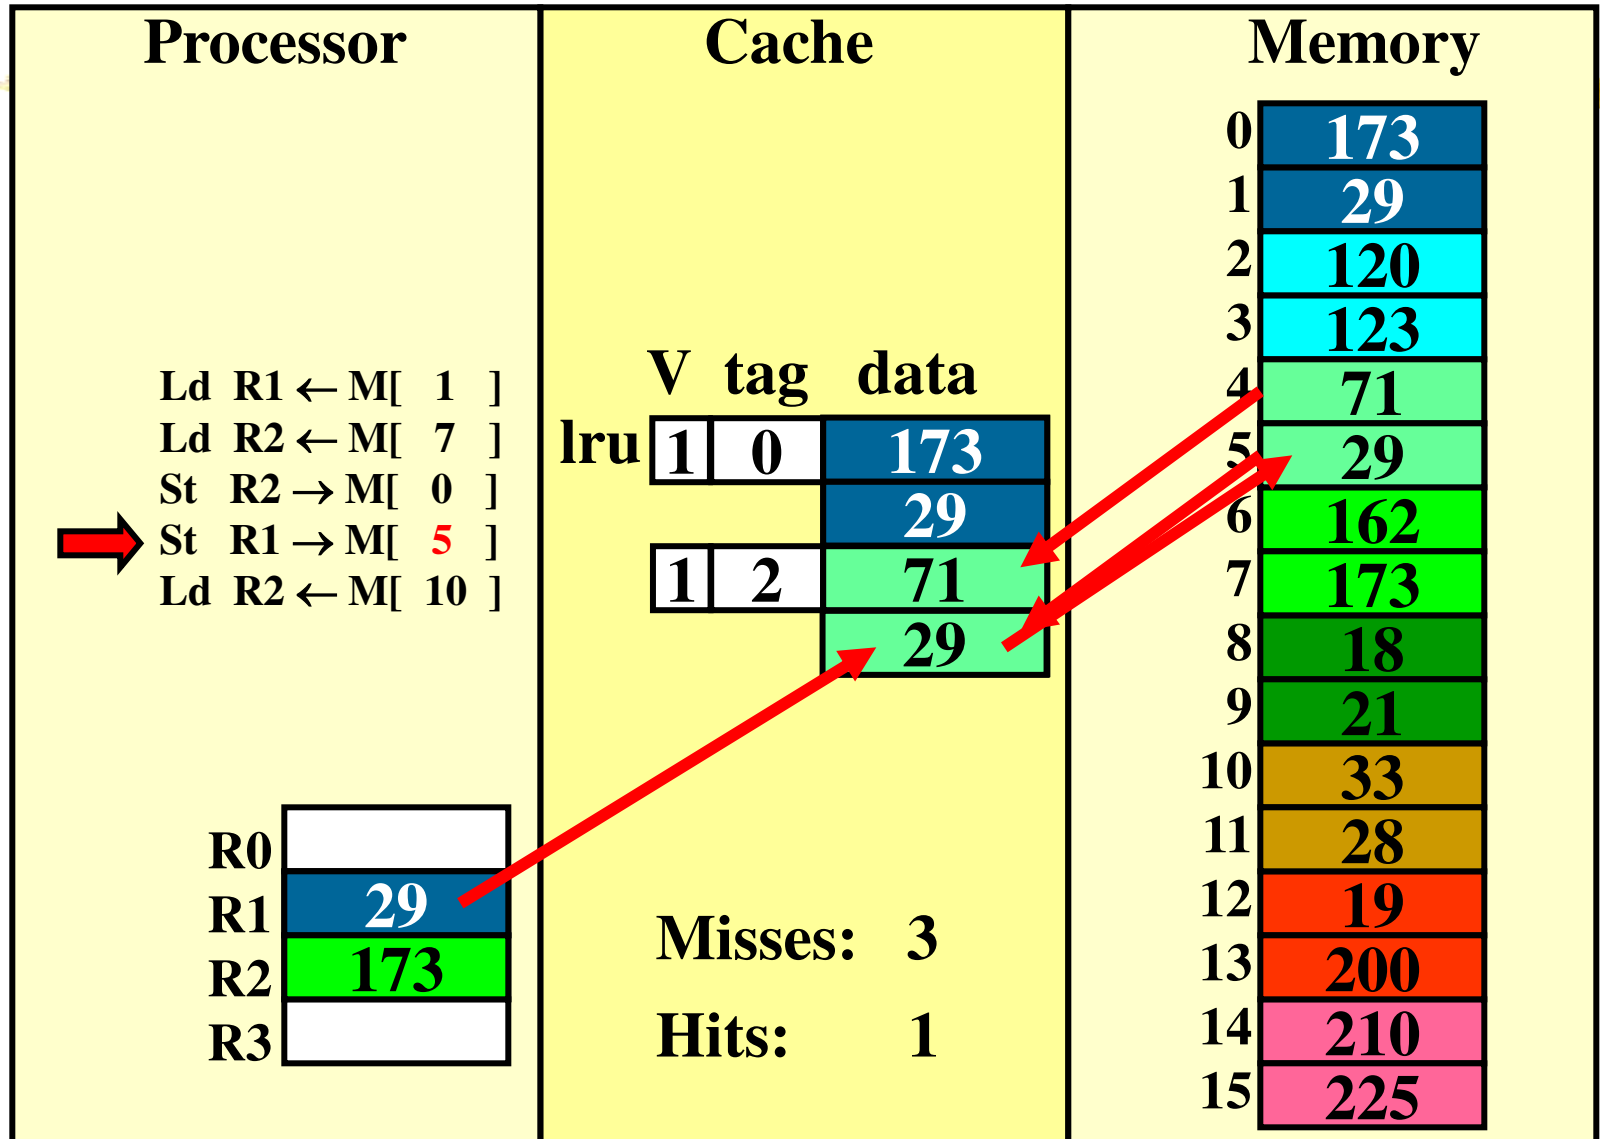 Processor
Ld R1 ← M[ 1 ]
Ld R2 ← M[ 7 ]
St R2 → M[ 0 ]
St R1 → M[ 5 ]
Ld R2 ← M[ 10 ]
R0
R1 29
R2 173
R3
Cache
V tag data
lru 1 0 173
29
1 2 71
29
Misses: 3
Hits: 1
Memory
0 173
1 29
2 120
3 123
4 71
5 29
6 162
7 173
8 18
9 21
10 33
11 28
12 19
13 200
14 210
15 225